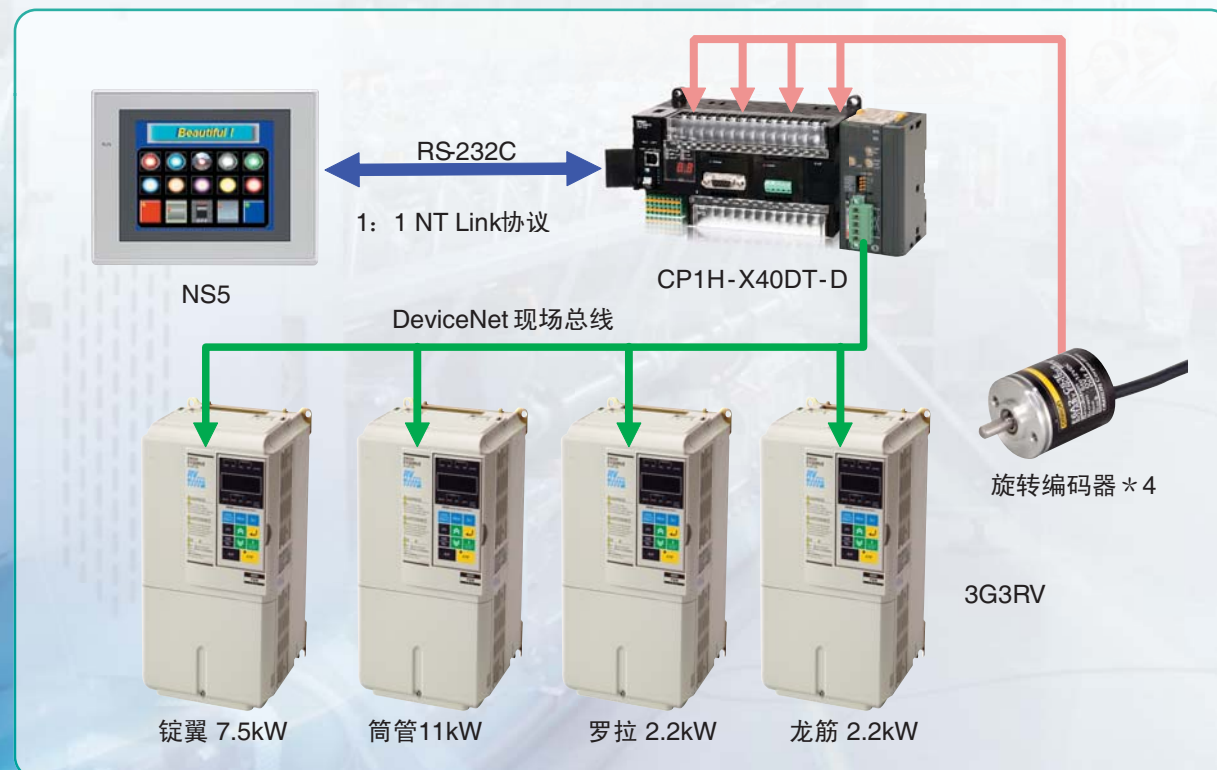 Beautiful !
RS-232C
1：1 NT Link协议
NS5
CP1H-X40DT-D
DeviceNet 现场总线
旋转编码器＊4
3G3RV
锭翼 7.5kW
筒管11kW
罗拉 2.2kW
龙筋 2.2kW